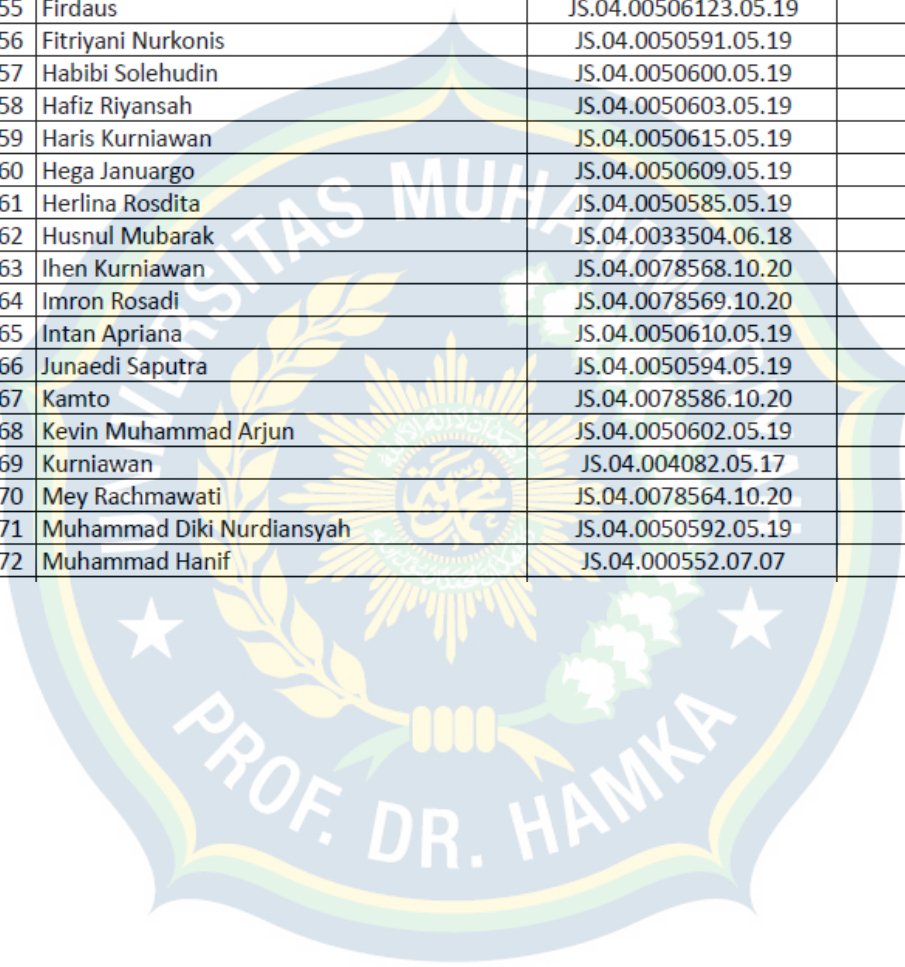 55 Firdaus JS.04.00506123.05.19
56 Fitriyani Nurkonis JS.04.0050591.05.19
57 Habibi Solehudin JS.04.0050600.05.19
58 Hafiz Riyansah JS.04.0050603.05.19
59 Haris Kurniawan JS.04.0050615.05.19
60 Hega Januargo JS.04.0050609.05.19
61 Herlina Rosdita JS.04.0050585.05.19
62 Husnul Mubarak JS.04.0033504.06.18
63 Ihen Kurniawan JS.04.0078568.10.20
64 Imron Rosadi JS.04.0078569.10.20
65 Intan Apriana JS.04.0050610.05.19
66 Junaedi Saputra JS.04.0050594.05.19
67 Kamto JS.04.0078586.10.20
68 Kevin Muhammad Arjun JS.04.0050602.05.19
69 Kurniawan JS.04.004082.05.17
70 Mey Rachmawati JS.04.0078564.10.20
71 Muhammad Diki Nurdiansyah JS.04.0050592.05.19
72 Muhammad Hanif JS.04.000552.07.07
UNIVERSITAS MUHAMMADIYAH
PROF. DR. HAMKA